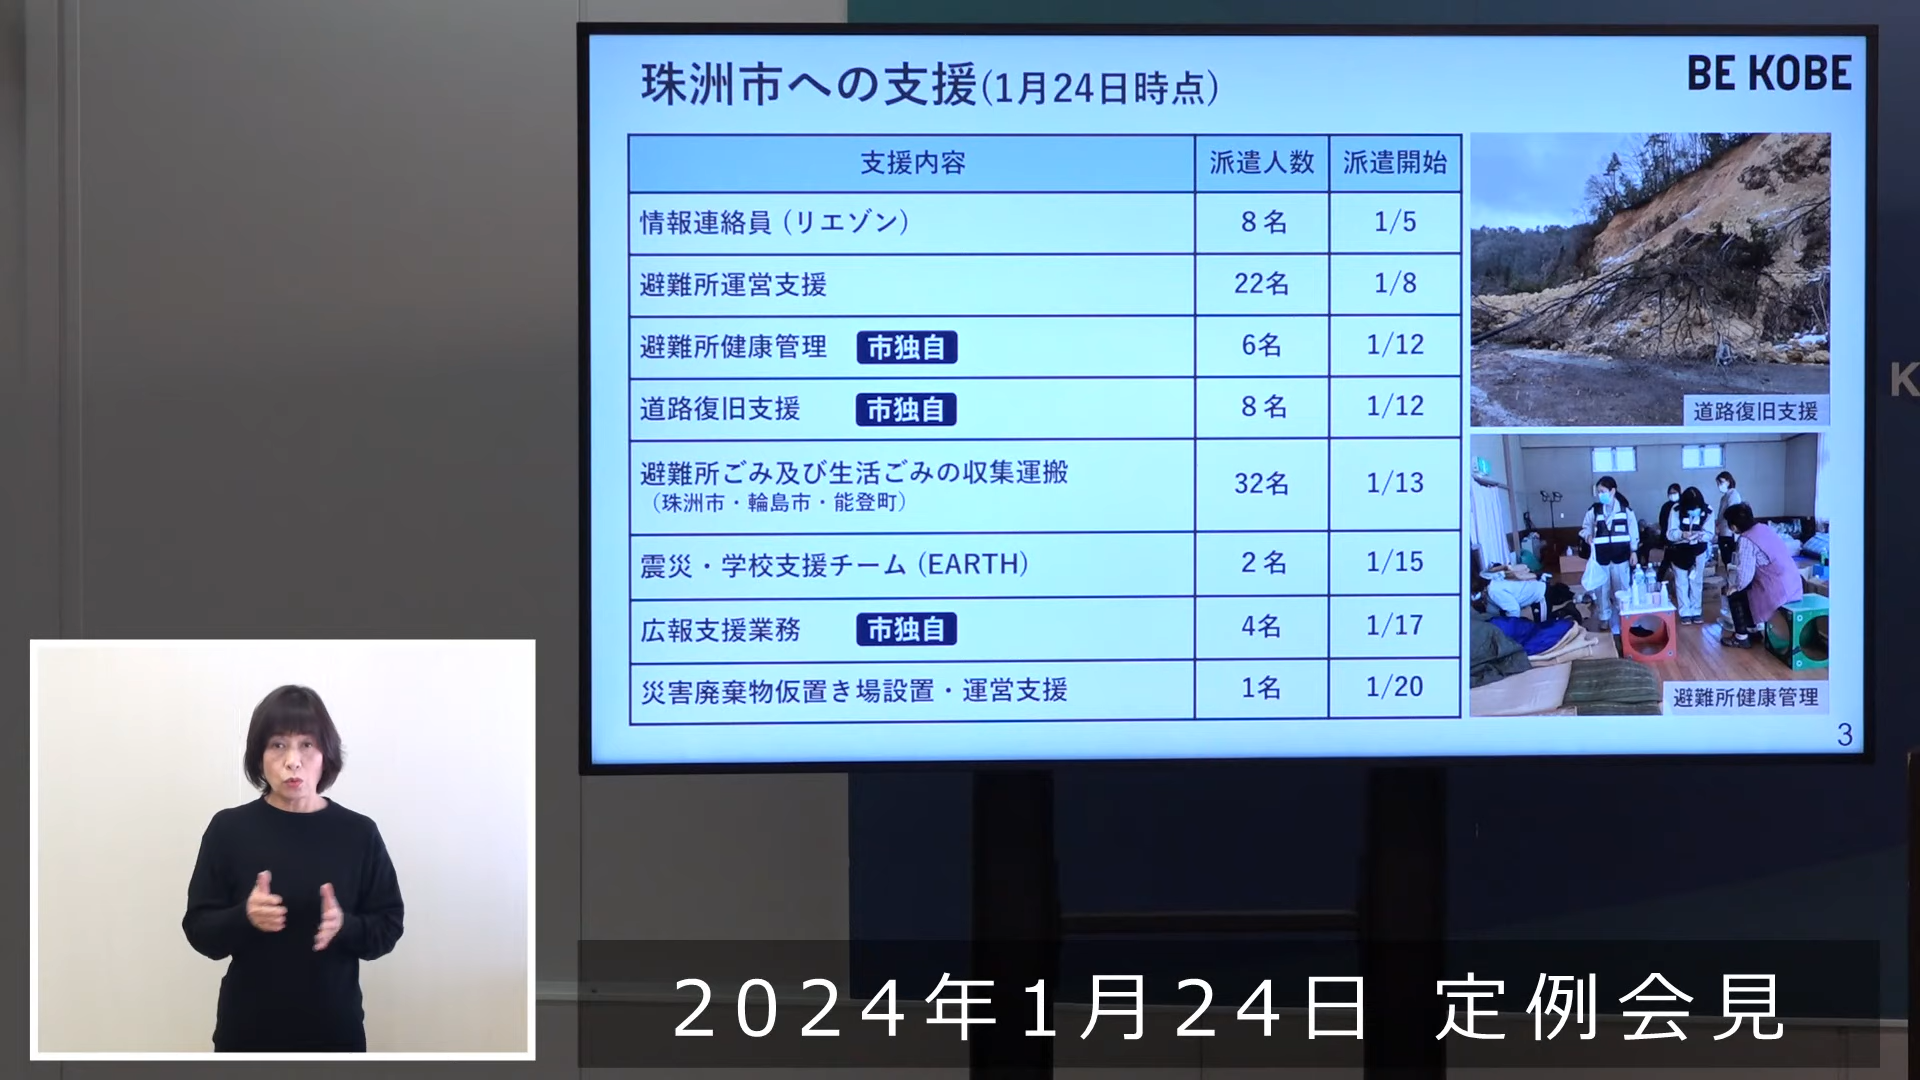 珠洲市への支援(1月24日時点)
BE KOBE
支援内容 派遣人数 派遣開始
情報連絡員(リエゾン) 8名 1/5
避難所運営支援 22名 1/8
避難所健康管理 市独自 6名 1/12
道路復旧支援 市独自 8名 1/12
避難所ごみ及び生活ごみの収集運搬 32名 1/13
(珠洲市・輪島市・能登町)
震災・学校支援チーム(EARTH) 2名 1/15
広報支援業務 市独自 4名 1/17
災害廃棄物仮置き場設置・運営支援 1名 1/20
道路復旧支援
避難所健康管理
3
K
2024年1月24日 定例会見